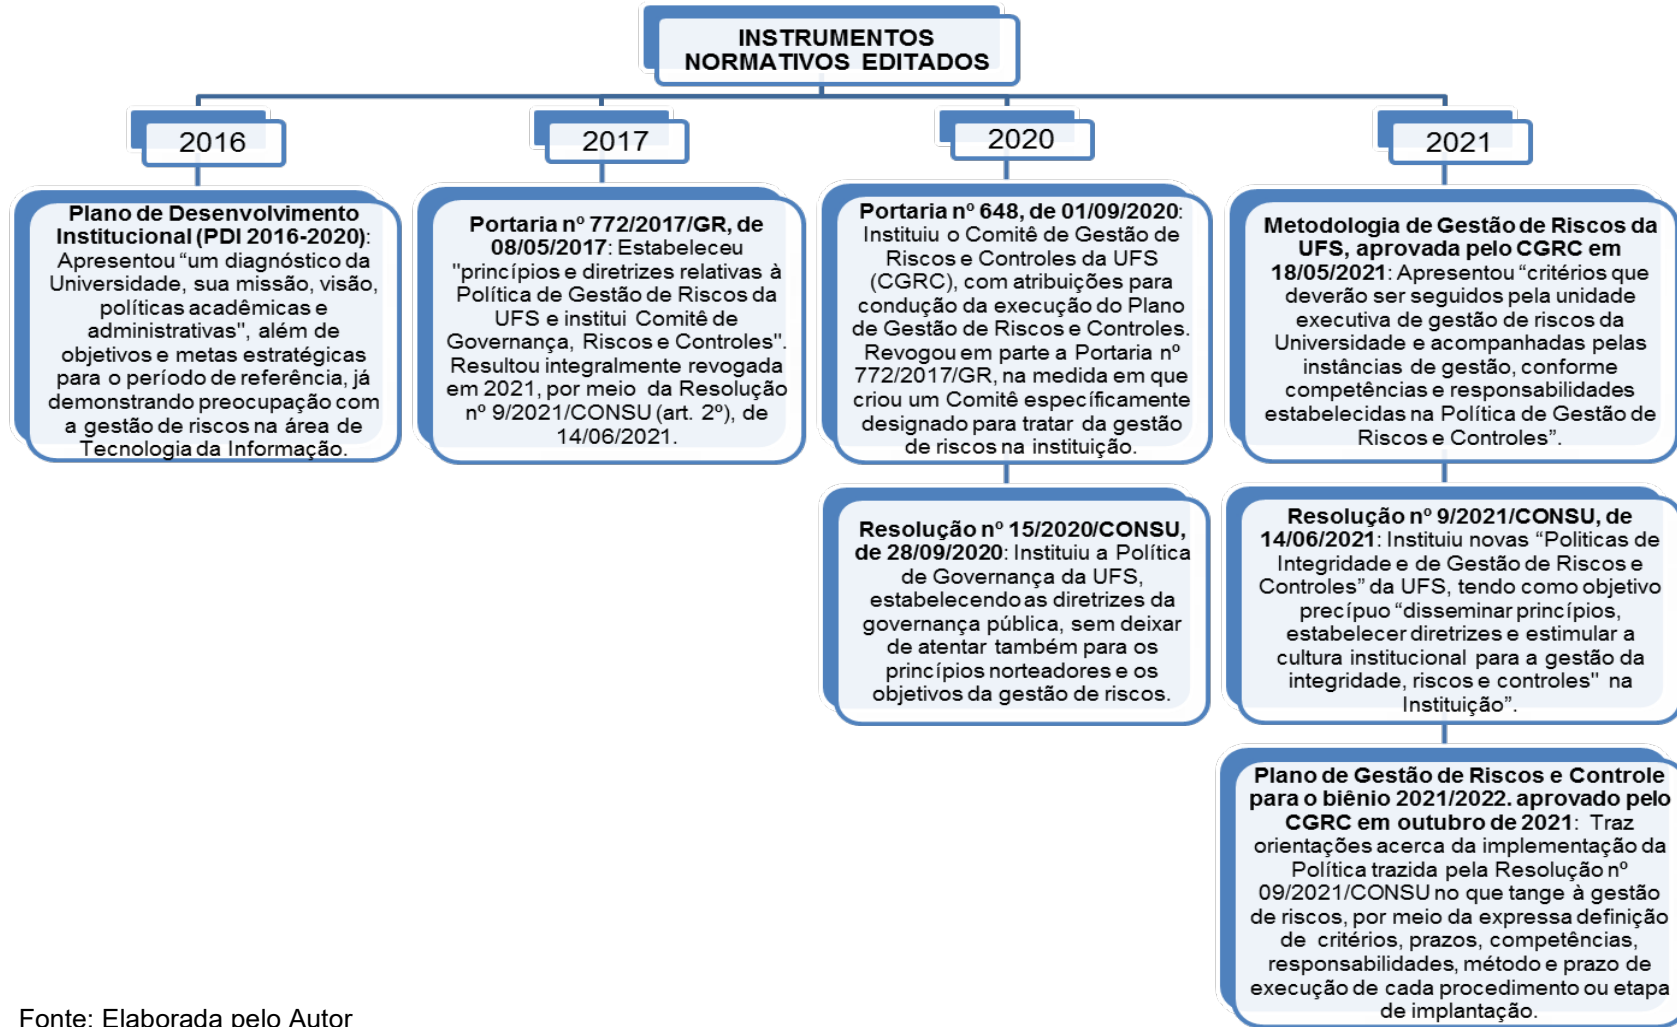 INSTRUMENTOS
NORMATIVOS EDITADOS
2016
Plano de Desenvolvimento
Institucional (PDI 2016-2020):
Apresentou “um diagnóstico da
Universidade, sua missão, visão,
políticas acadêmicas e
administrativas", além de
objetivos e metas estratégicas
para o período de referência, já
demonstrando preocupação com
a gestão de riscos na área de
Tecnologia da Informação.
2017
Portaria nº 772/2017/GR, de
08/05/2017: Estabeleceu
"princípios e diretrizes relativas à
Política de Gestão de Riscos da
UFS e institui Comitê de
Governança, Riscos e Controles".
Resultou integralmente revogada
em 2021, por meio da Resolução
nº 9/2021/CONSU (art. 2º), de
14/06/2021.
2020
Portaria nº 648, de 01/09/2020:
Instituiu o Comitê de Gestão de
Riscos e Controles da UFS
(CGRC), com atribuições para
condução da execução do Plano
de Gestão de Riscos e Controles.
Revogou em parte a Portaria nº
772/2017/GR, na medida em que
criou um Comitê específicamente
designado para tratar da gestão
de riscos na instituição.
Resolução nº 15/2020/CONSU,
de 28/09/2020: Instituiu a Política
de Governança da UFS,
estabelecendo as diretrizes da
governança pública, sem deixar
de atentar também para os
princípios norteadores e os
objetivos da gestão de riscos.
2021
Metodologia de Gestão de Riscos da
UFS, aprovada pelo CGRC em
18/05/2021: Apresentou “critérios que
deverão ser seguidos pela unidade
executiva de gestão de riscos da
Universidade e acompanhadas pelas
instâncias de gestão, conforme
competências e responsabilidades
estabelecidas na Política de Gestão de
Riscos e Controles”.
Resolução nº 9/2021/CONSU, de
14/06/2021: Instituiu novas “Politicas de
Integridade e de Gestão de Riscos e
Controles” da UFS, tendo como objetivo
precípuo “disseminar princípios,
estabelecer diretrizes e estimular a
cultura institucional para a gestão da
integridade, riscos e controles" na
Instituição”.
Plano de Gestão de Riscos e Controle
para o biênio 2021/2022. aprovado pelo
CGRC em outubro de 2021: Traz
orientações acerca da implementação da
Política trazida pela Resolução nº
09/2021/CONSU no que tange à gestão
de riscos, por meio da expressa definição
de critérios, prazos, competências,
responsabilidades, método e prazo de
execução de cada procedimento ou etapa
de implantação.
Fonte: Elaborada pelo Autor